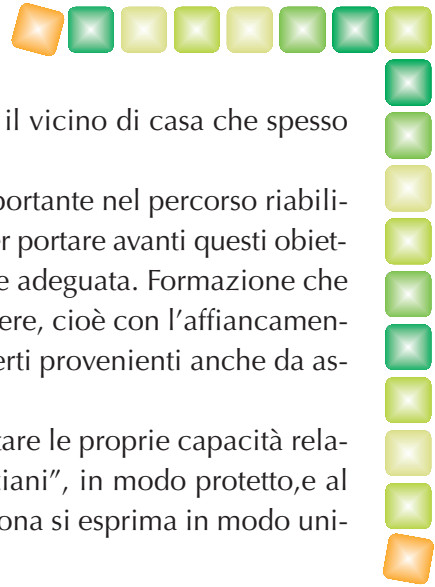 il vicino di casa che spesso
portante nel percorso riabili-
er portare avanti questi obiet-
e adeguata. Formazione che
ere, cioè con l’affiancamen-
erti provenienti anche da as-
tare le proprie capacità rela-
iani”, in modo protetto,e al
ona si esprima in modo uni-